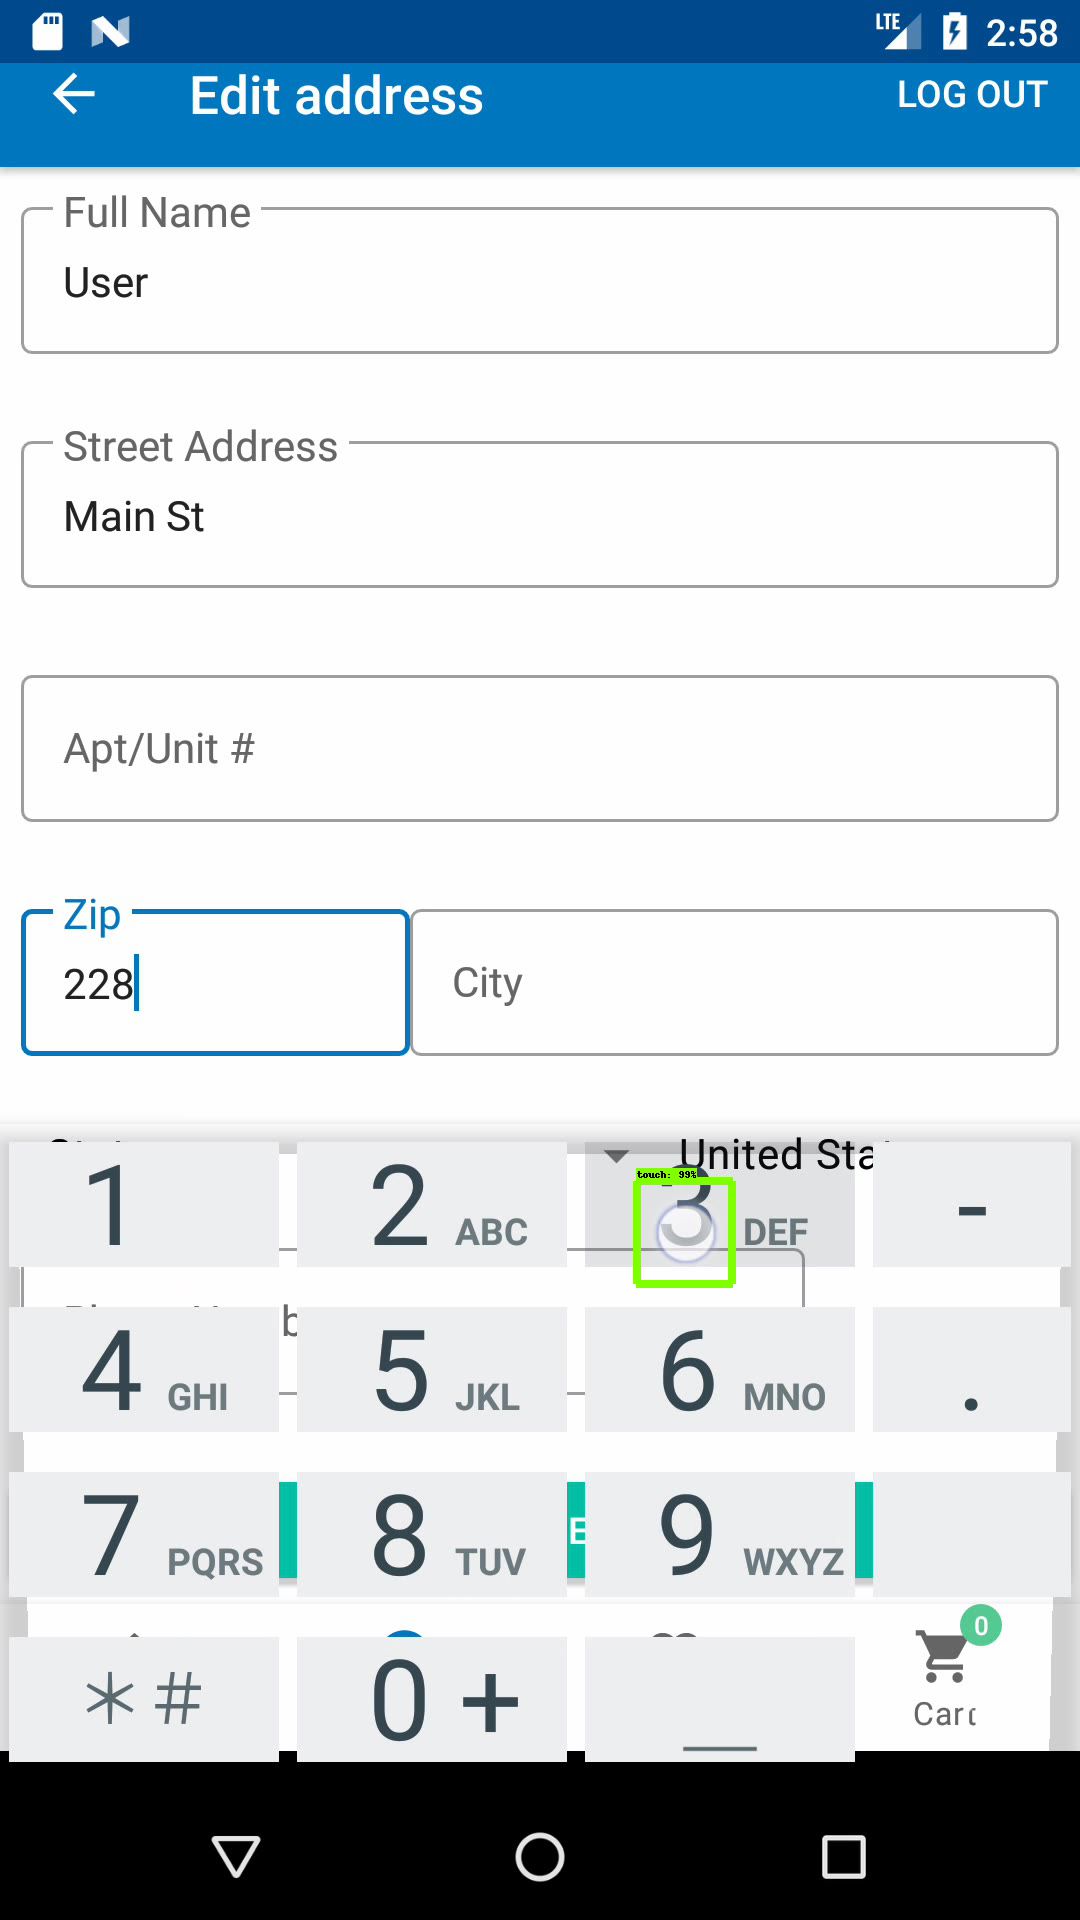 LTE 2:58
Edit address LOG OUT
Full Name
User
Street Address
Main St
Apt/Unit #
Zip
228
City
United Sta
touch: 99%
1 2 ABC 3 DEF -
4 GHI 5 JKL 6 MNO .
7 PQRS 8 TUV 9 WXYZ
0
* # 0 +